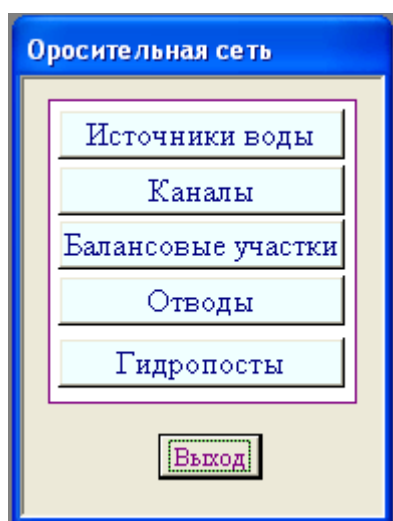 Оросительная сеть
Источники воды
Каналы
Балансовые участки
Отводы
Гидропосты
Выход